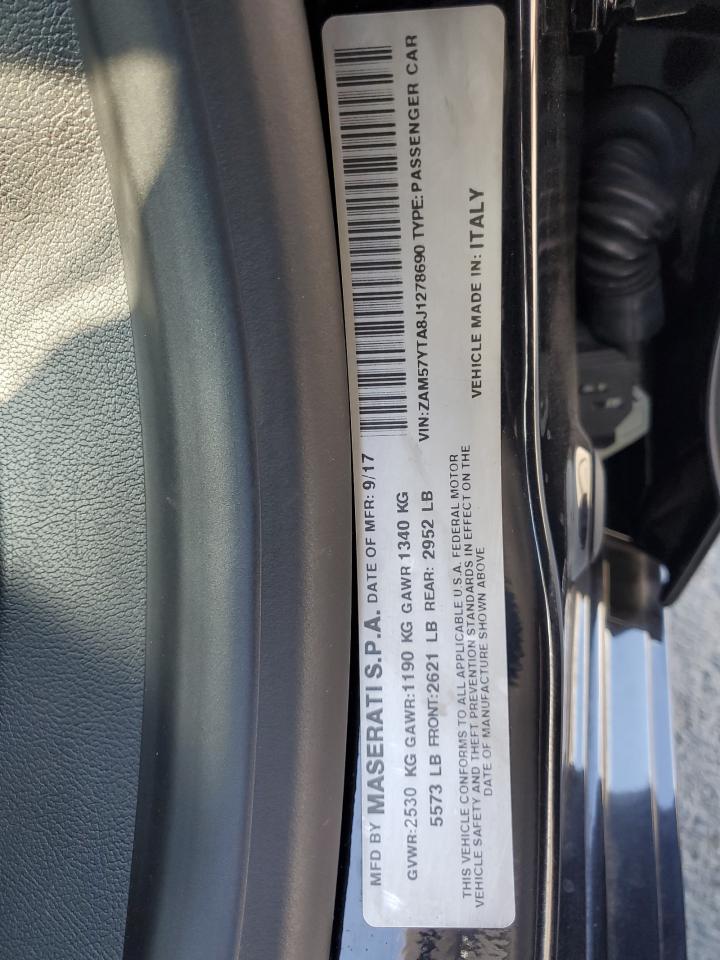 MFD BY MASERATI S.P.A. DATE OF MFR: 9/17
GVWR:2530 KG GAWR:1190 KG GAWR 1340 KG
5573 LB FRONT:2621 LB REAR: 2952 LB
THIS VEHICLE CONFORMS TO ALL APPLICABLE U.S.A. FEDERAL MOTOR
VEHICLE SAFETY AND THEFT PREVENTION STANDARDS IN EFFECT ON THE
DATE OF MANUFACTURE SHOWN ABOVE
VIN:ZAM57YTA8J1278690 TYPE:PASSENGER CAR
VEHICLE MADE IN: ITALY